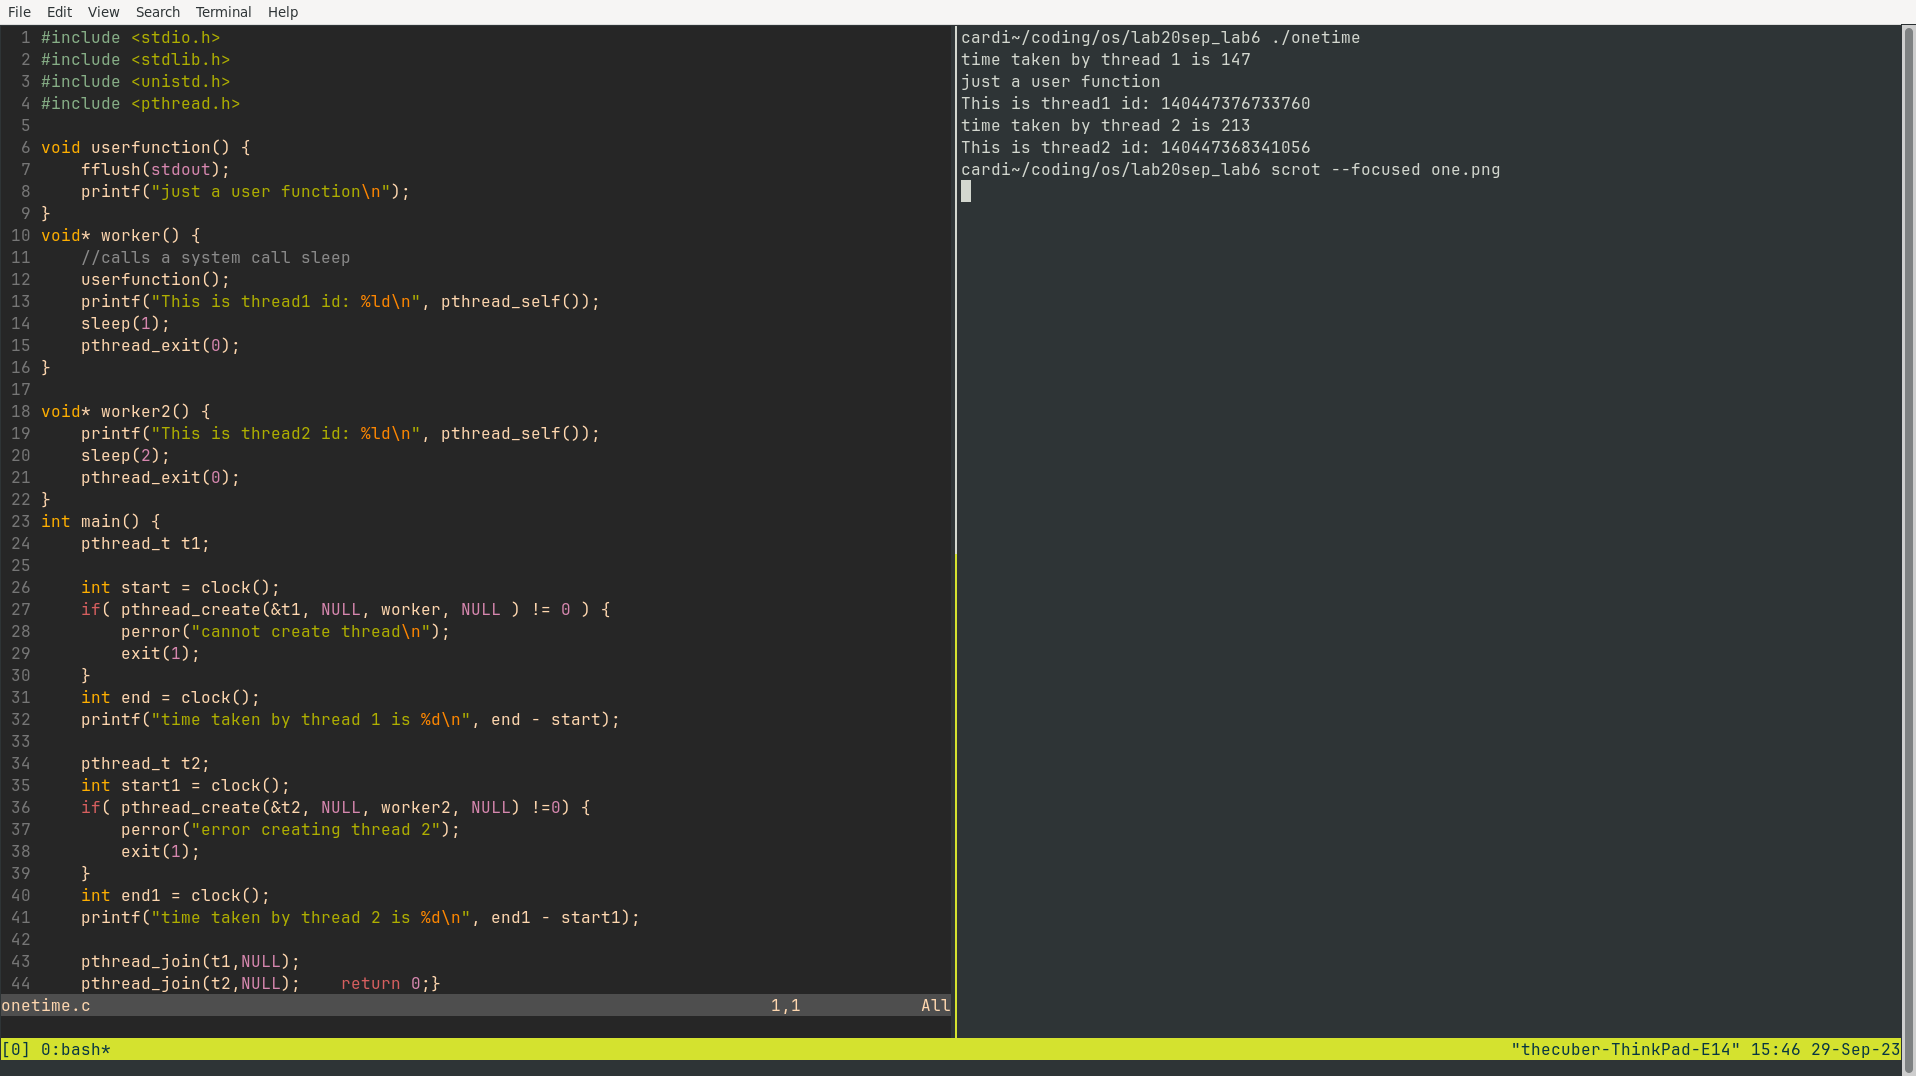 File Edit View Search Terminal Help
1 #include <stdio.h>
2 #include <stdlib.h>
3 #include <unistd.h>
4 #include <pthread.h>
5
6 void userfunction() {
7     fflush(stdout);
8     printf("just a user function\n");
9 }
10 void* worker() {
11     //calls a system call sleep
12     userfunction();
13     printf("This is thread1 id: %ld\n", pthread_self());
14     sleep(1);
15     pthread_exit(0);
16 }
17
18 void* worker2() {
19     printf("This is thread2 id: %ld\n", pthread_self());
20     sleep(2);
21     pthread_exit(0);
22 }
23 int main() {
24     pthread_t t1;
25
26     int start = clock();
27     if( pthread_create(&t1, NULL, worker, NULL ) != 0 ) {
28         perror("cannot create thread\n");
29         exit(1);
30     }
31     int end = clock();
32     printf("time taken by thread 1 is %d\n", end - start);
33
34     pthread_t t2;
35     int start1 = clock();
36     if( pthread_create(&t2, NULL, worker2, NULL) !=0) {
37         perror("error creating thread 2");
38         exit(1);
39     }
40     int end1 = clock();
41     printf("time taken by thread 2 is %d\n", end1 - start1);
42
43     pthread_join(t1,NULL);
44     pthread_join(t2,NULL);    return 0;}
onetime.c 1,1 All
cardi~/coding/os/lab20sep_lab6 ./onetime
time taken by thread 1 is 147
just a user function
This is thread1 id: 140447376733760
time taken by thread 2 is 213
This is thread2 id: 140447368341056
cardi~/coding/os/lab20sep_lab6 scrot --focused one.png
[0] 0:bash* "thecuber-ThinkPad-E14" 15:46 29-Sep-23